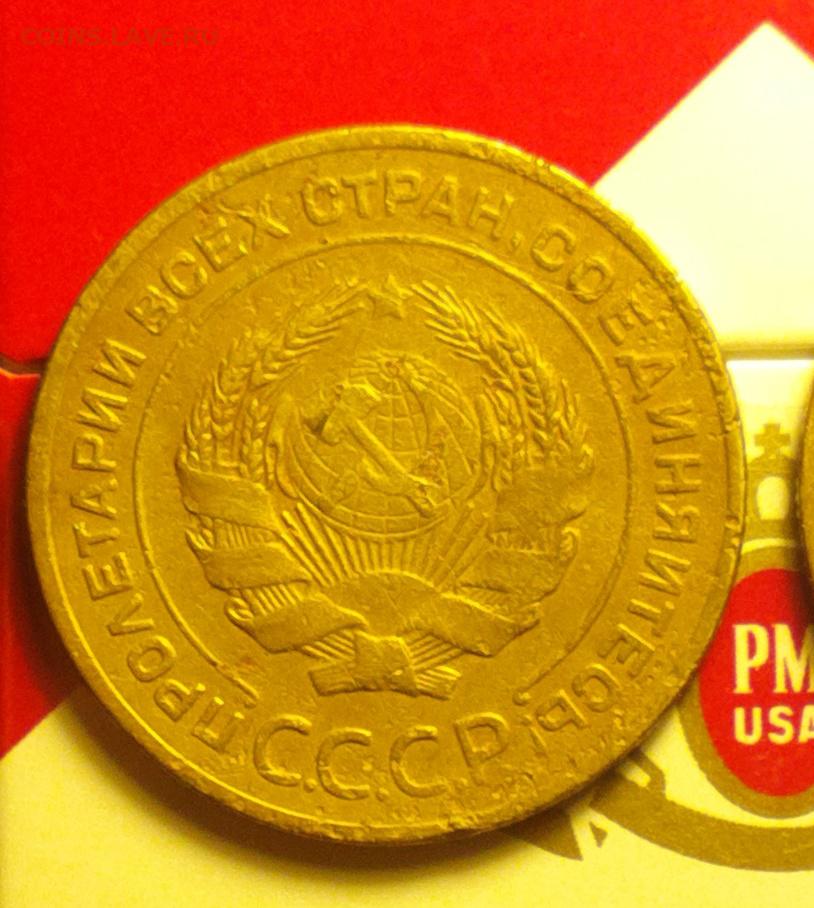 COINS.LAVE.RU
ПРОЛЕТАРИИ ВСЕХ СТРАН, СОЕДИНЯЙТЕСЬ!
С.С.С.Р.
PM
USA